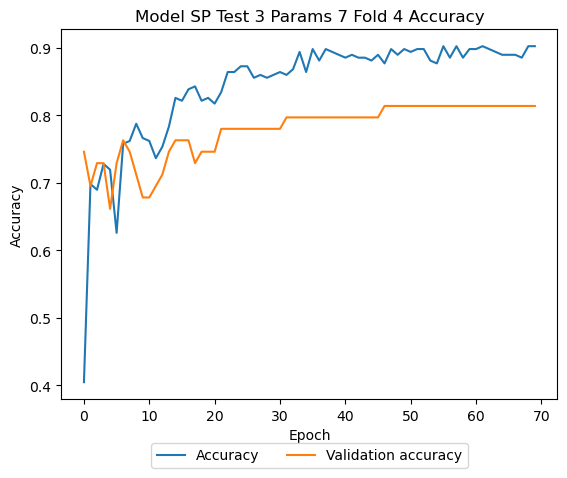 Model SP Test 3 Params 7 Fold 4 Accuracy
0.9
0.8
0.7
0.6
0.5
0.4
Accuracy
0 10 20 30 40 50 60 70
Epoch
Accuracy Validation accuracy